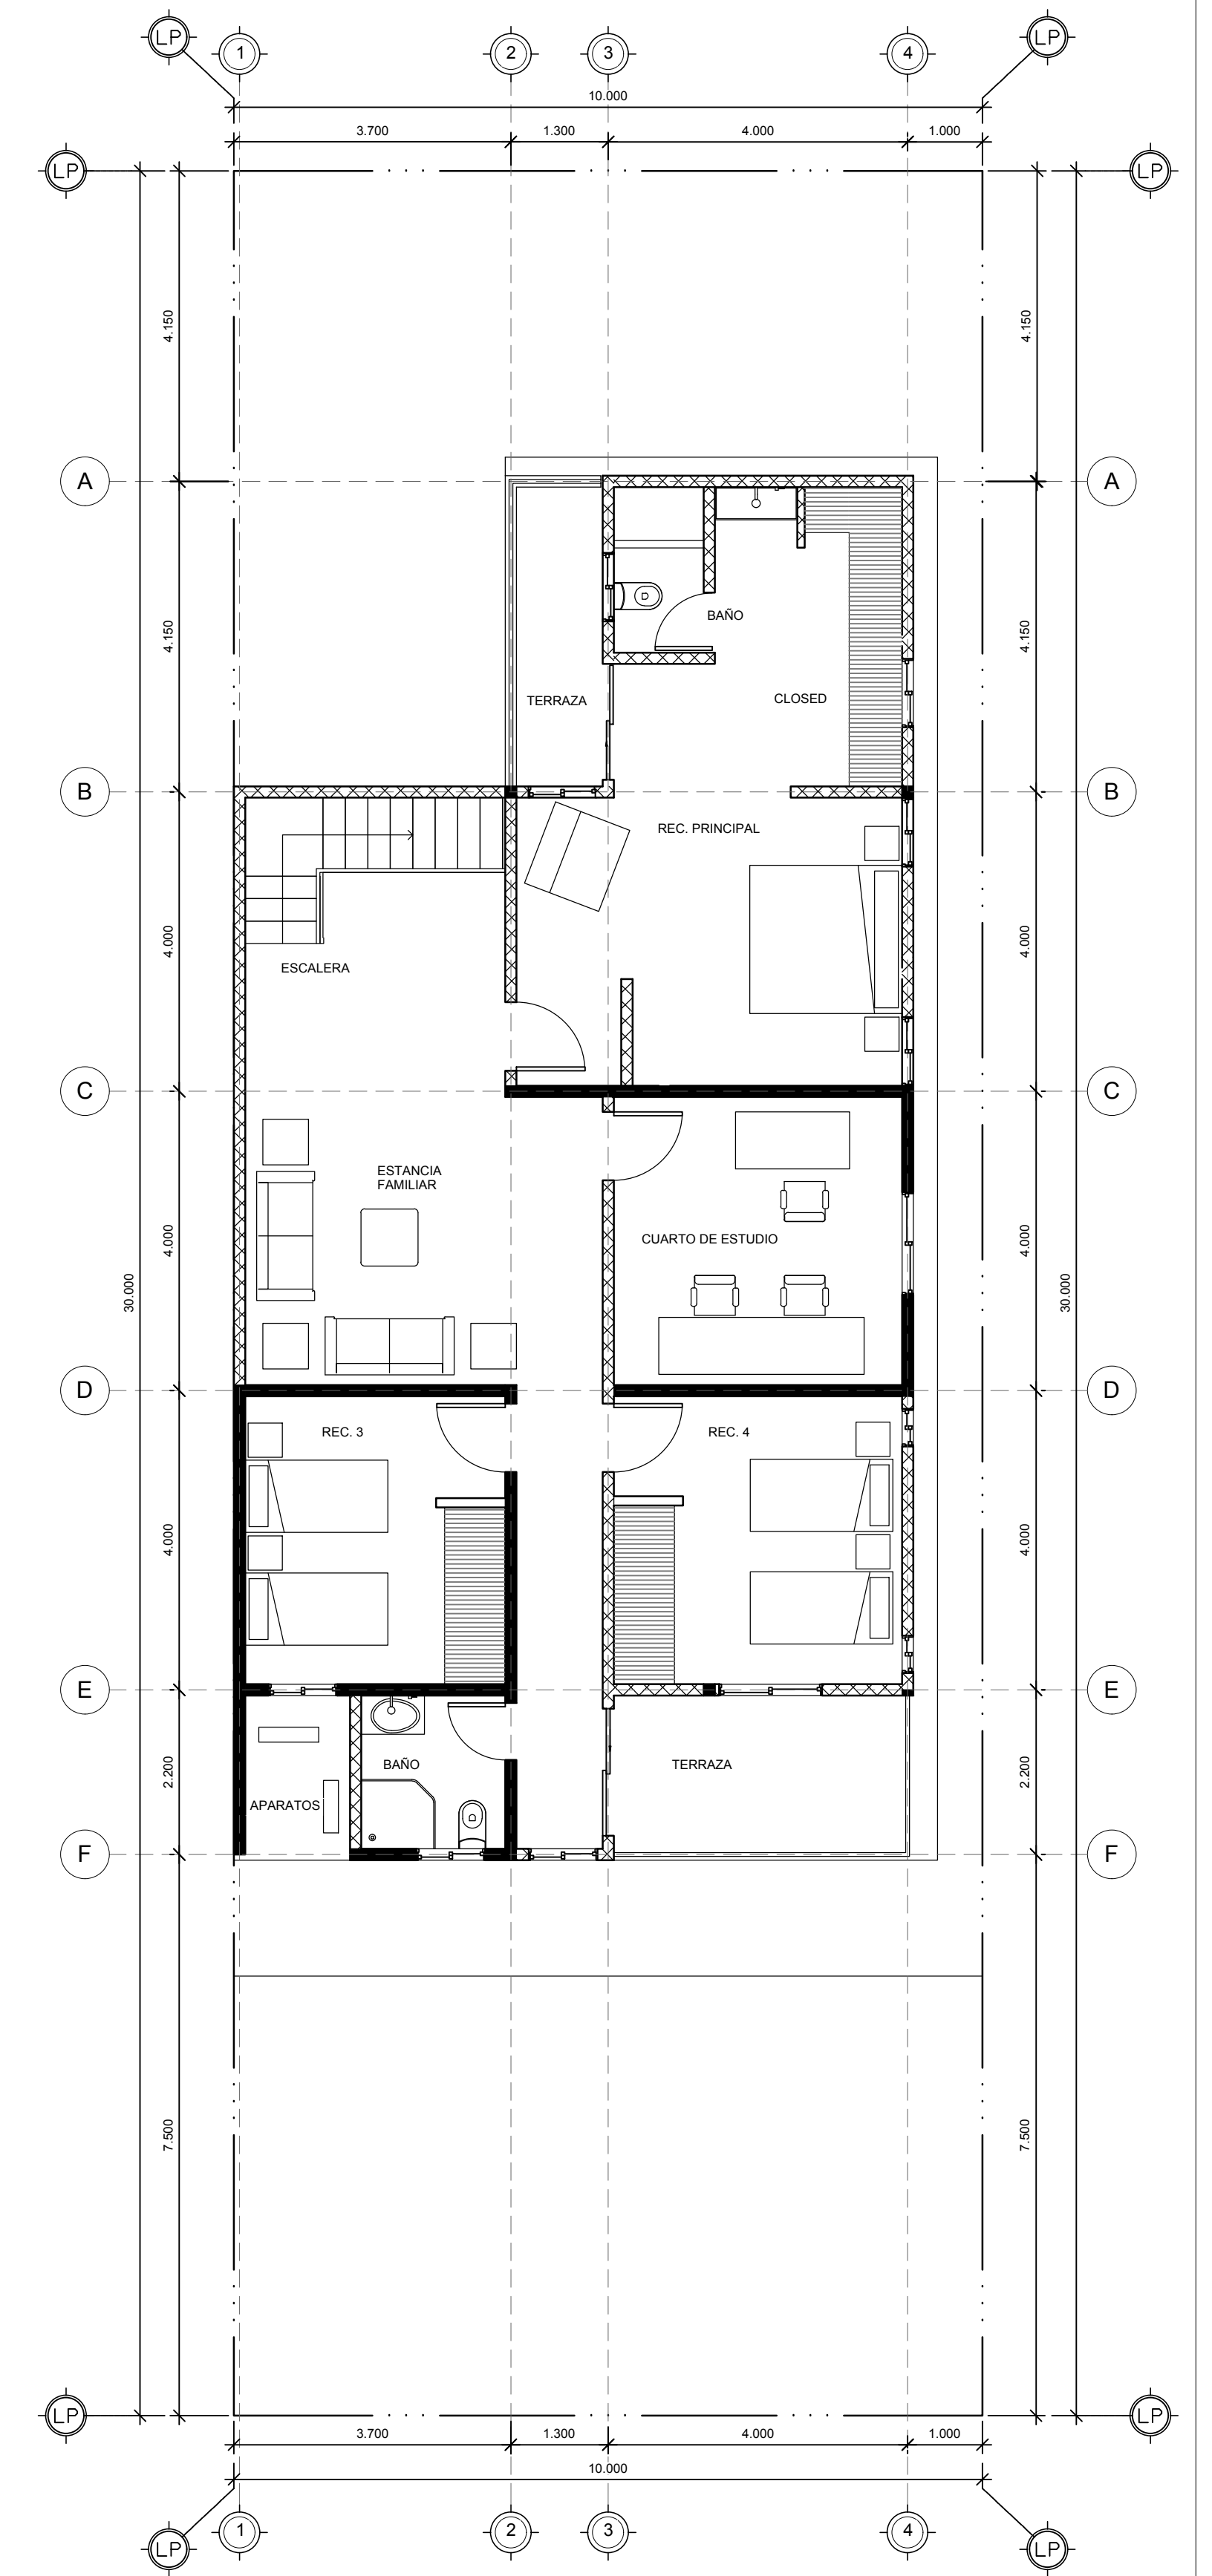 LP
LP
1
2
3
4
10.000
3.700
1.300
4.000
1.000
LP
LP
4.150
4.150
A
A
4.150
4.150
BAÑO
TERRAZA
CLOSED
B
B
REC. PRINCIPAL
4.000
4.000
ESCALERA
C
C
ESTANCIA
FAMILIAR
CUARTO DE ESTUDIO
4.000
4.000
30.000
30.000
D
D
REC. 3
REC. 4
4.000
4.000
E
E
BAÑO
TERRAZA
2.200
2.200
APARATOS
F
F
7.500
7.500
LP
LP
3.700
1.300
4.000
1.000
10.000
1
2
3
4
LP
LP